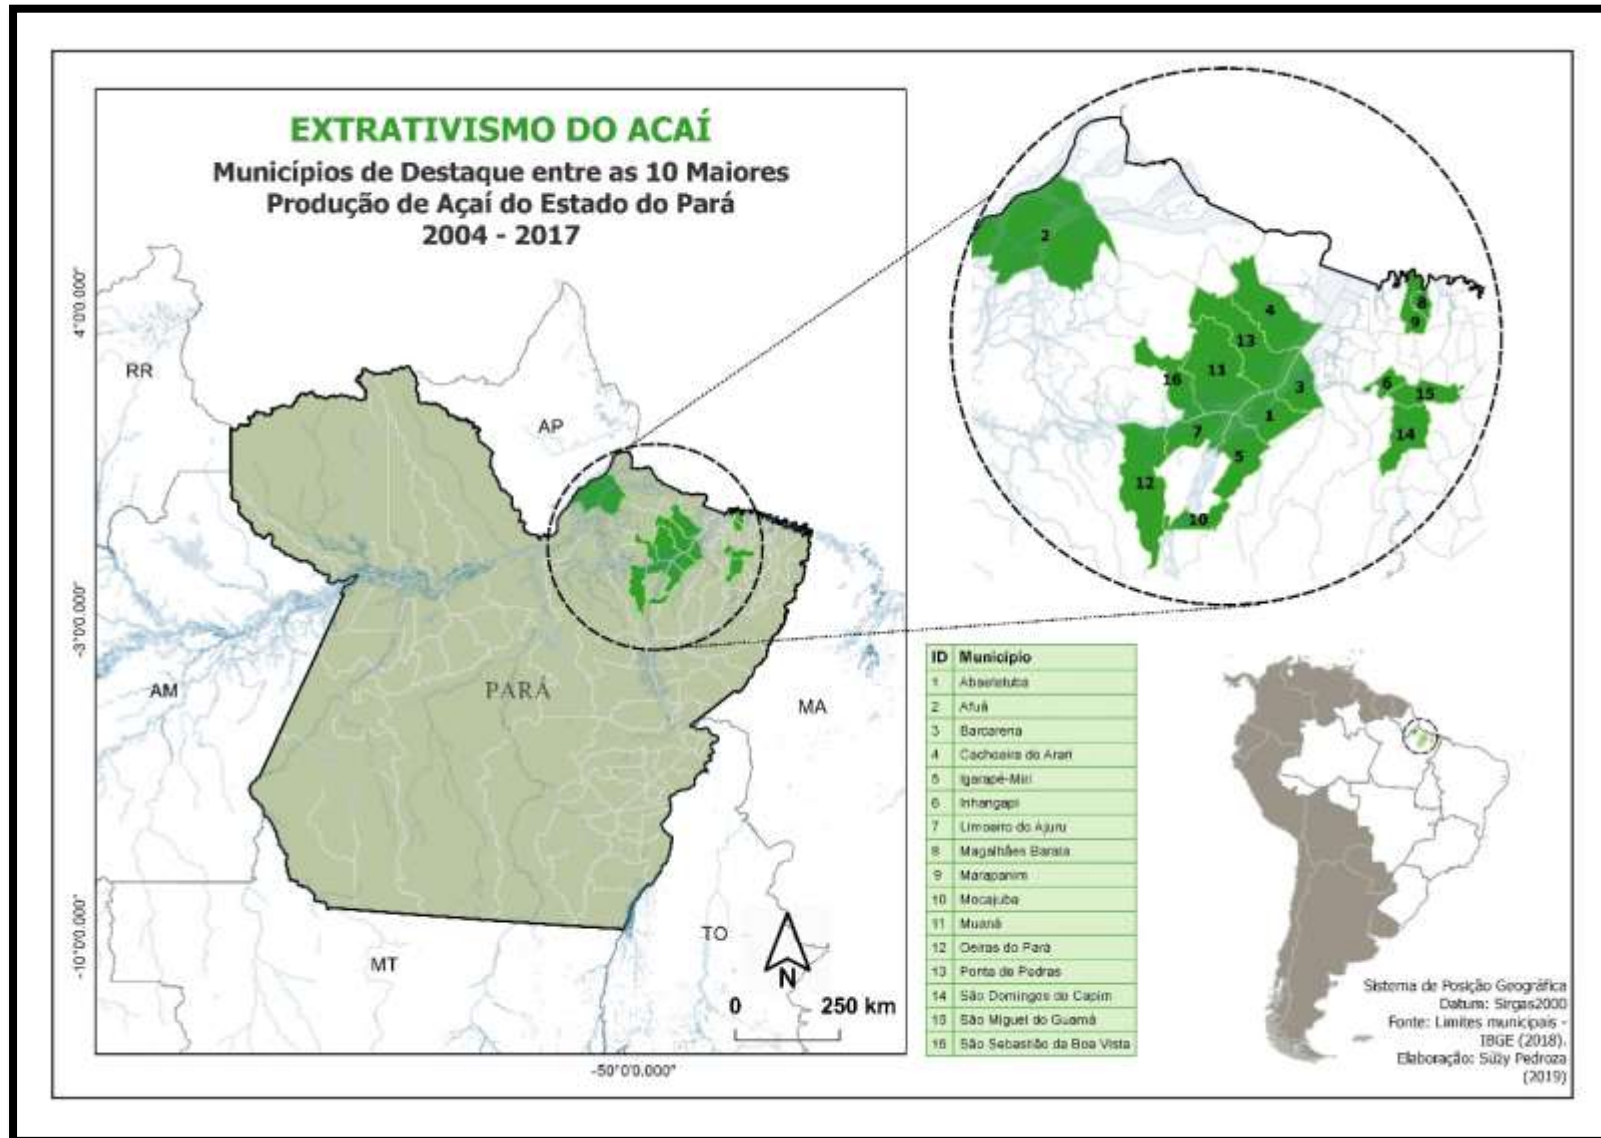 EXTRATIVISMO DO ACAÍ
Municípios de Destaque entre as 10 Maiores
Produção de Açaí do Estado do Pará
2004 - 2017
4°0'0.000"
-3°0'0.000"
-10°0'0.000"
-50°0'0.000"
RR
AP
AM
PARÁ
MA
MT
TO
N
0 250 km
2
4
13
11
16
3
1
7
5
12
10
8
9
6
15
14
ID Município
1 Abaetetuba
2 Afuá
3 Barcarena
4 Cachoeira do Arari
5 Igarapé-Miri
6 Inhangapi
7 Limoeiro do Ajuru
8 Magalhães Barata
9 Marapanim
10 Mocajuba
11 Muaná
12 Oeiras do Pará
13 Ponta de Pedras
14 São Domingos do Capim
15 São Miguel do Guamá
16 São Sebastião da Boa Vista
Sistema de Posição Geográfica
Datum: Sirgas2000
Fonte: Limites municipais -
IBGE (2018).
Elaboração: Süzy Pedroza
(2019)